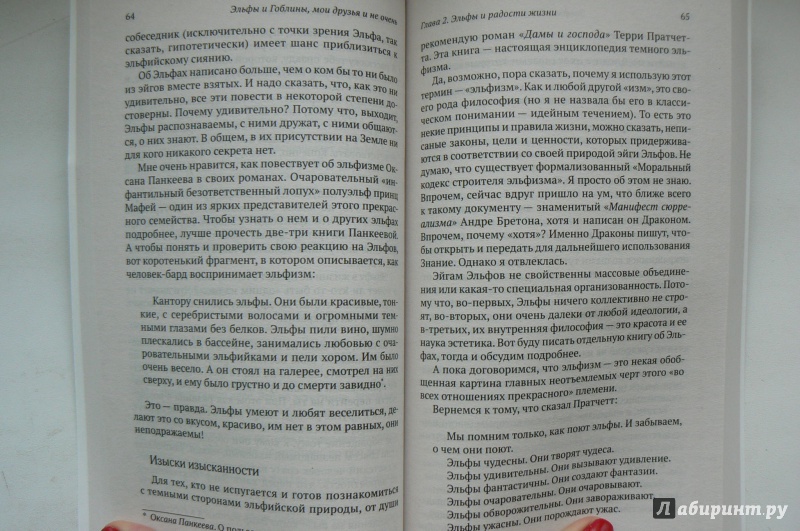 64
Эльфы и Гоблины, мои друзья и не очень
собеседник (исключительно с точки зрения Эльфа, так
сказать, гипотетически) имеет шанс приблизиться к
эльфийскому сиянию.
Об Эльфах написано больше, чем о ком бы то ни было
из эйгов вместе взятых. И надо сказать, что, как это ни
удивительно, все эти повести в некоторой степени до-
стоверны. Почему удивительно? Потому что, выходит,
Эльфы распознаваемы, с ними дружат, с ними общают-
ся, о них знают. В общем, в их присутствии на Земле ни
для кого никакого секрета нет.
Мне очень нравится, как повествует об эльфизме Ок-
сана Панкеева в своих романах. Очаровательный «ин-
фантильный безответственный лопух» полуэльф принц
Мафей — один из ярких представителей этого прекрас-
ного семейства. Чтобы узнать о нем и о других эльфах
подробнее, лучше прочесть две-три книги Панкеевой.
А чтобы понять и проверить свою реакцию на Эльфов,
вот коротенький фрагмент, в котором описывается, как
человек-бард воспринимает эльфизм:
Кантору снились эльфы. Они были красивые, тон-
кие, с серебристыми волосами и огромными тем-
ными глазами без белков. Эльфы пили вино, шумно
плескались в бассейне, занимались любовью с оча-
ровательными эльфийками и пели хором. Им было
очень весело. А он стоял на галерее, смотрел на них
сверху, и ему было грустно и до смерти завидно*.
Это — правда. Эльфы умеют и любят веселиться, де-
лают это со вкусом, красиво, им нет в этом равных, они
неподражаемы!
Изыски изысканности
Для тех, кто не испугается и готов познакомиться
с темными сторонами эльфийской природы, от души
* Оксана Панкеева. О пользе
Глава 2. Эльфы и радости жизни
65
рекомендую роман «Дамы и господа» Терри Пратчет-
та. Эта книга — настоящая энциклопедия темного эль-
физма.
Да, возможно, пора сказать, почему я использую этот
термин — «эльфизм». Как и любой другой «изм», это сво-
его рода философия (но я не назвала бы его в класси-
ческом понимании — идейным течением). То есть это
некие принципы и правила жизни, можно сказать, непи-
саные законы, цели и ценности, которых придерживают-
ся в соответствии со своей природой эйги Эльфов. Не
думаю, что существует формализованный «Моральный
кодекс строителя эльфизма». Я просто об этом не знаю.
Впрочем, сейчас вдруг пришло на ум, что ближе всего
к такому документу — знаменитый «Манифест сюрре-
ализма» Андре Бретона, хотя и написан он Драконом.
Впрочем, почему «хотя»? Именно Драконы пишут, что-
бы открыть и передать для дальнейшего использования
Знание. Однако я отвлеклась.
Эйгам Эльфов не свойственны массовые объедине-
ния или какая-то специальная организованность. Пото-
му что, во-первых, Эльфы ничего коллективно не стро-
ят, во-вторых, они очень далеки от любой идеологии, а
в-третьих, их внутренняя философия — это красота и ее
наука эстетика. Вот буду писать отдельную книгу об Эль-
фах, тогда и обсудим подробнее.
А пока договоримся, что эльфизм — это некая обоб-
щенная картина главных неотъемлемых черт этого «во
всех отношениях прекрасного» племени.
Вернемся к тому, что сказал Пратчетт:
Мы помним только, как поют эльфы. И забываем,
о чем они поют.
Эльфы чудесны. Они творят чудеса.
Эльфы удивительны. Они вызывают удивление.
Эльфы фантастичны. Они создают фантазии.
Эльфы очаровательны. Они очаровывают.
Эльфы обворожительны. Они завораживают.
Эльфы ужасны. Они порождают ужас.
Лабиринт.ру